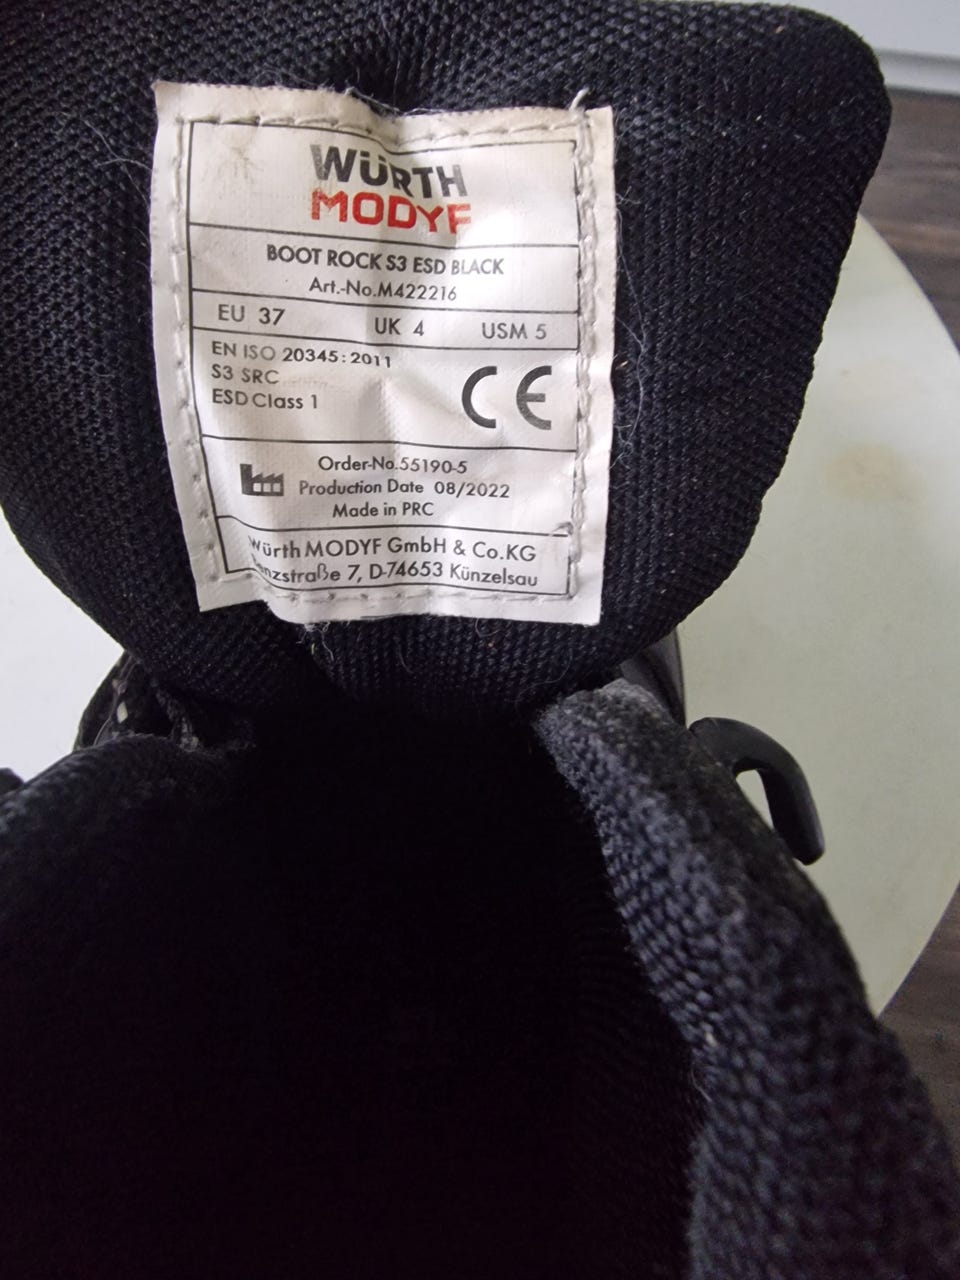 WÜRTH
MODYF
BOOT ROCK S3 ESD BLACK
Art.-No.M422216
EU 37 UK 4 USM 5
EN ISO 20345:2011
S3 SRC
ESD Class 1
CE
Order-No.55190-5
Production Date 08/2022
Made in PRC
Würth MODYF GmbH & Co.KG
7, D-74653 Künzelsau